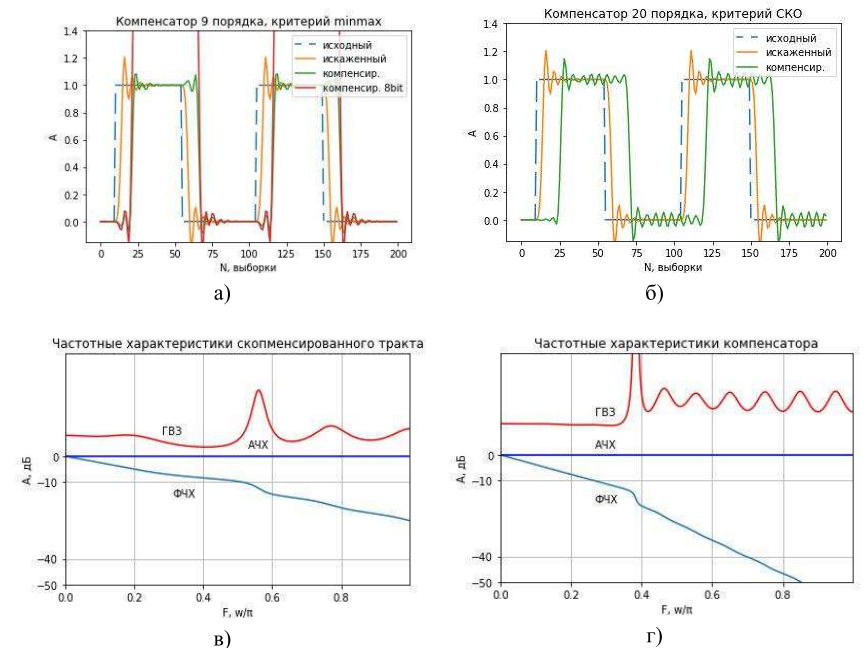 Компенсатор 9 порядка, критерий minmax
1.4
1.2
1.0
0.8
0.6
0.4
0.2
0.0
A
исходный
искаженный
компенсир.
компенсир. 8bit
0 25 50 75 100 125 150 175 200
N, выборки
а)
Компенсатор 20 порядка, критерий СКО
1.4
1.2
1.0
0.8
0.6
0.4
0.2
0.0
A
исходный
искаженный
компенсир.
0 25 50 75 100 125 150 175 200
N, выборки
б)
Частотные характеристики скопменсированного тракта
ГВЗ
АЧХ
ФЧХ
0
−10
−40
−50
A, дБ
0.0 0.2 0.4 0.6 0.8
F, w/π
в)
Частотные характеристики компенсатора
ГВЗ
АЧХ
ФЧХ
0
−10
−40
−50
A, дБ
0.0 0.2 0.4 0.6 0.8
F, w/π
г)